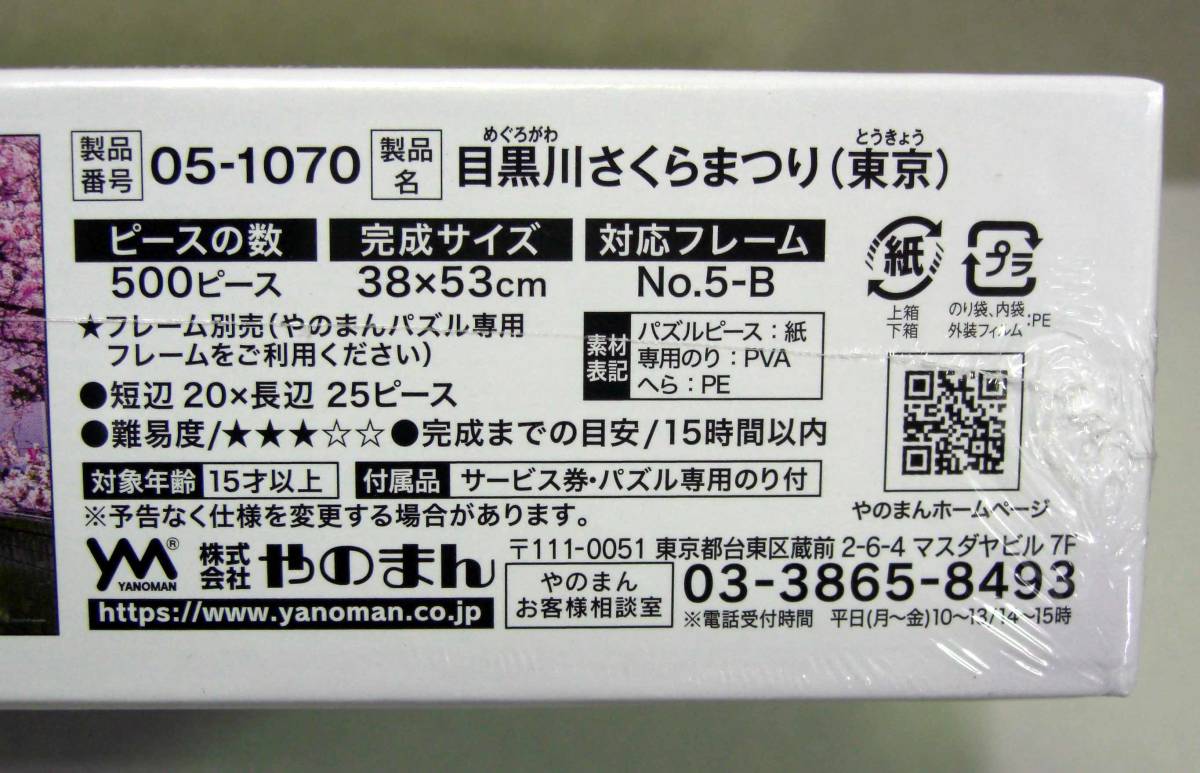 製品番号 05-1070 製品名 目黒川さくらまつり(東京)
めぐろがわ とうきょう
ピースの数 完成サイズ 対応フレーム
500ピース 38×53cm No.5-B
★フレーム別売(やのまんパズル専用
フレームをご利用ください)
●短辺 20×長辺 25ピース
●難易度/★★★☆☆ ●完成までの目安/15時間以内
素材表記
パズルピース:紙
専用のり:PVA
へら:PE
紙
上箱
下箱
プラ
のり袋、内袋
外装フィルム:PE
やのまんホームページ
対象年齢 15才以上 付属品 サービス券・パズル専用のり付
※予告なく仕様を変更する場合があります。
YM® YANOMAN 株式会社 やのまん
https://www.yanoman.co.jp
〒111-0051 東京都台東区蔵前 2-6-4 マスダヤビル 7F
やのまん
お客様相談室
03-3865-8493
※電話受付時間 平日(月〜金)10〜13/14〜15時